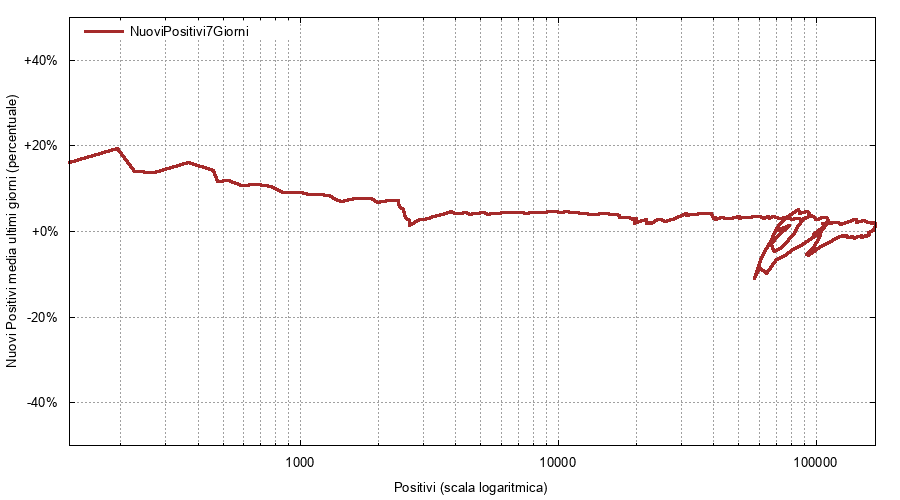 NuoviPositivi7Giorni
+40%
+20%
+0%
-20%
-40%
Nuovi Positivi media ultimi giorni (percentuale)
1000
10000
100000
Positivi (scala logaritmica)